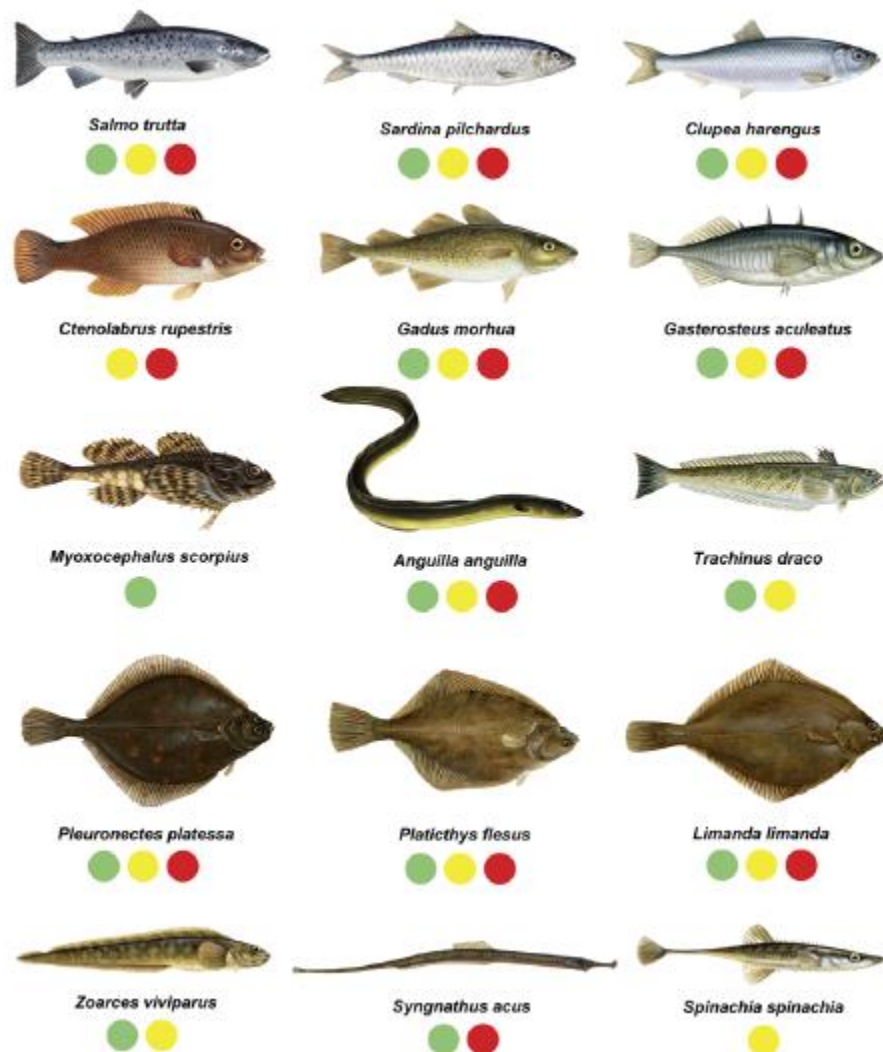 Salmo trutta
Sardina pilchardus
Clupea harengus
Ctenolabrus rupestris
Gadus morhua
Gasterosteus aculeatus
Myoxocephalus scorpius
Anguilla anguilla
Trachinus draco
Pleuronectes platessa
Platicthys flesus
Limanda limanda
Zoarces viviparus
Syngnathus acus
Spinachia spinachia